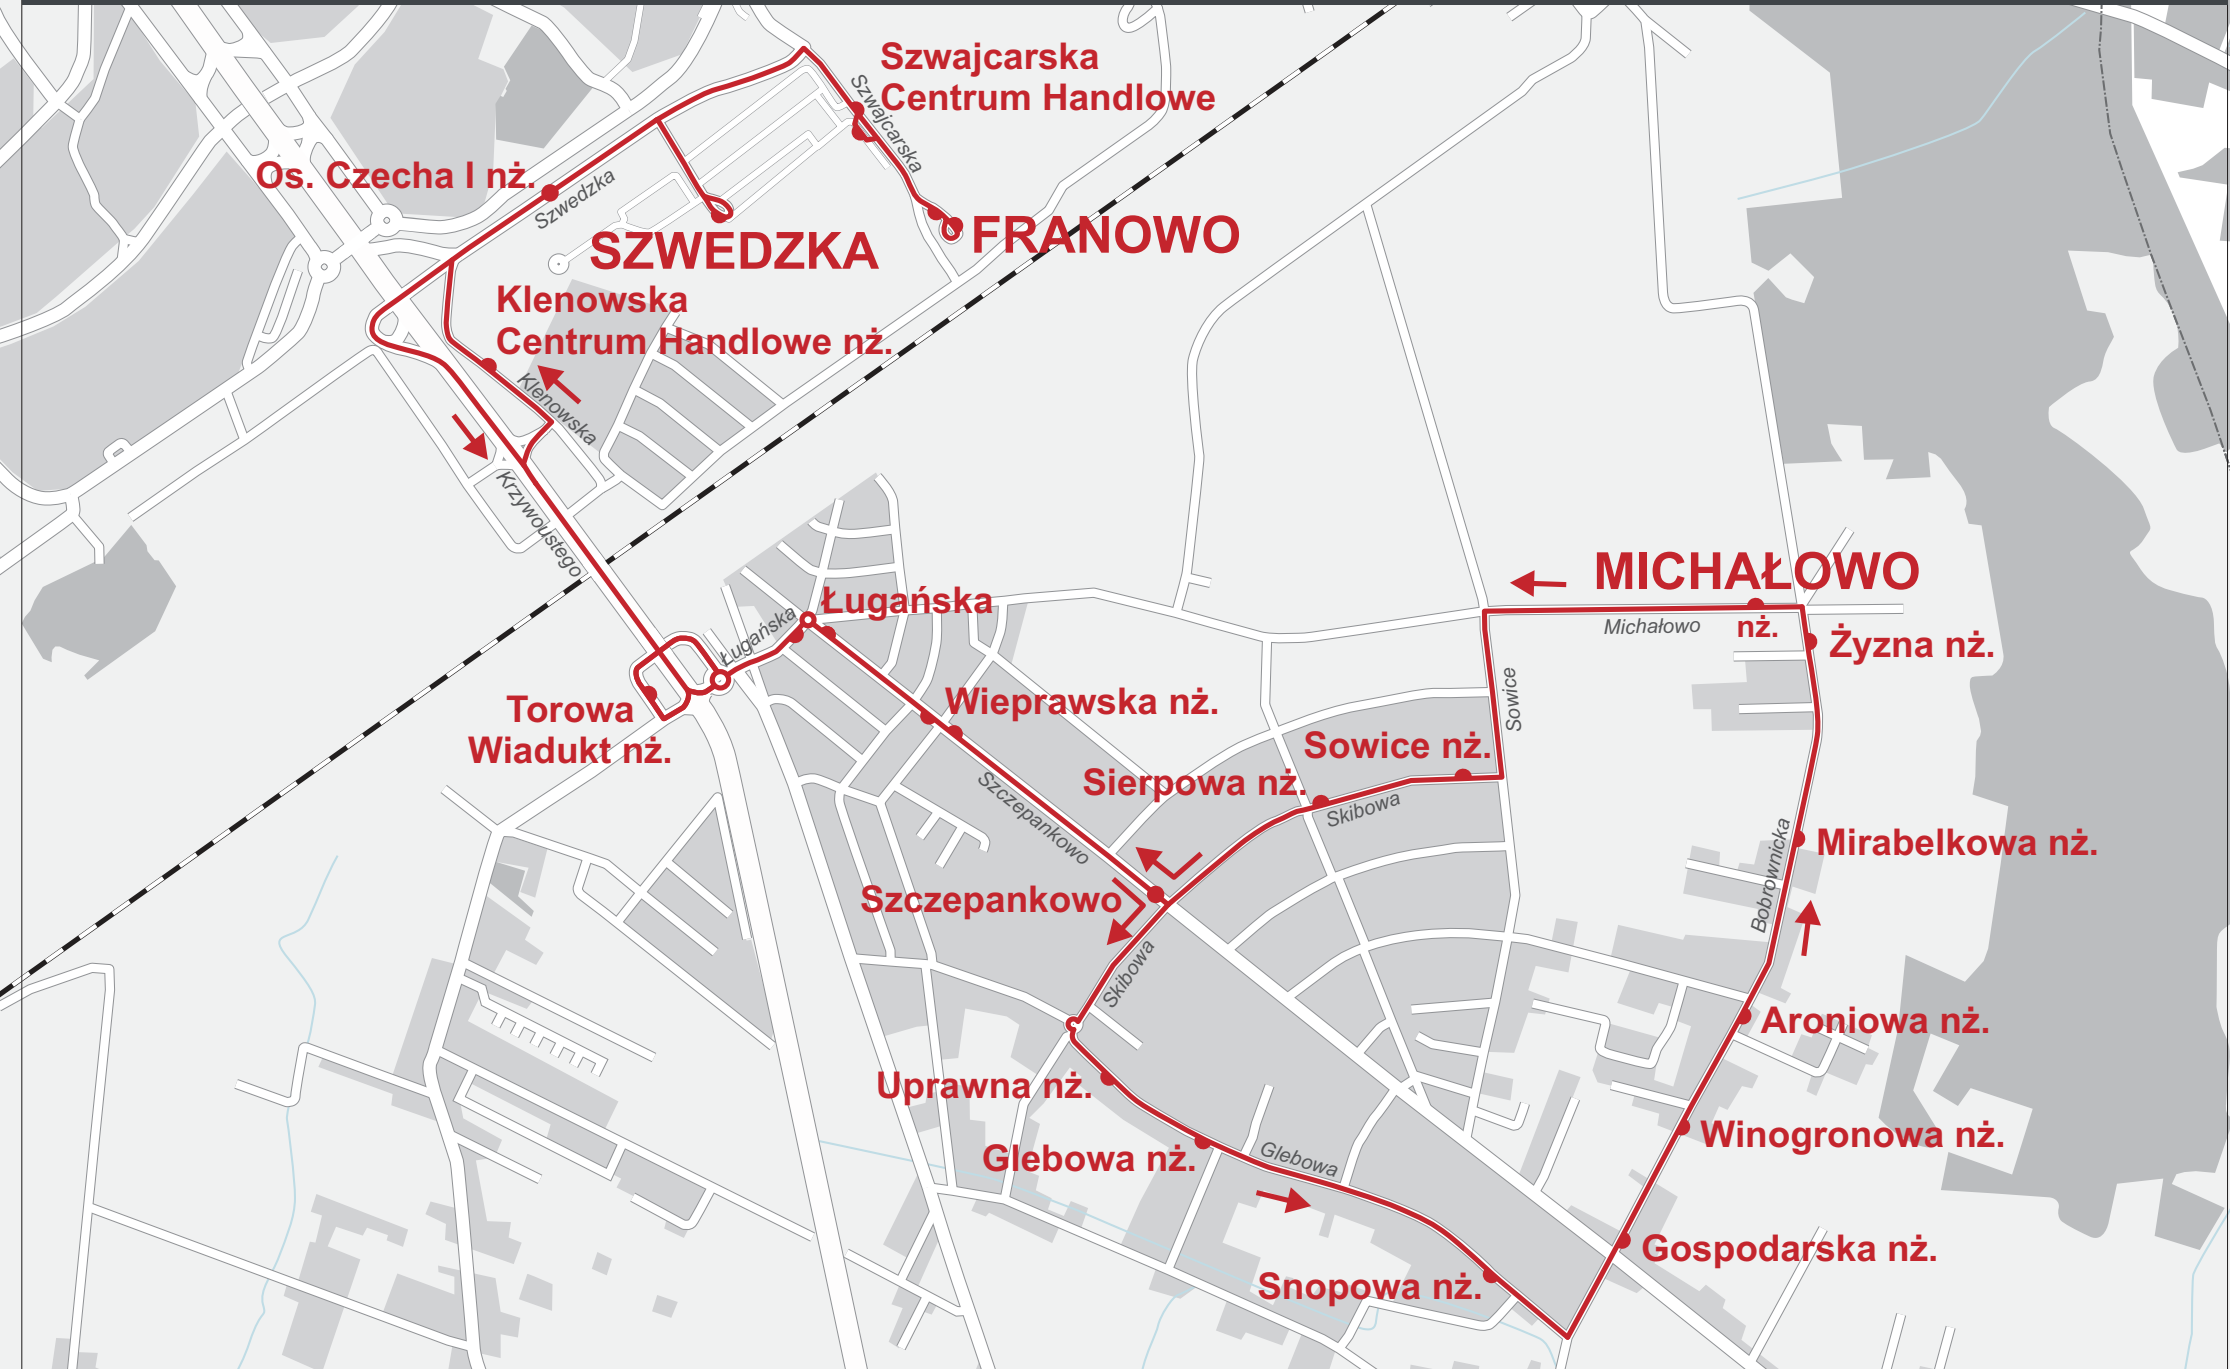 Szwajcarska
Centrum Handlowe
Szwajcarska
Os. Czecha I nż.
Szwedzka
SZWEDZKA
FRANOWO
Klenowska
Centrum Handlowe nż.
Klenowska
Krzywoustego
MICHAŁOWO
nż.
Michałowo
Ługańska
Ługańska
Żyzna nż.
Torowa
Wiadukt nż.
Wieprawska nż.
Sowice
Sowice nż.
Sierpowa nż.
Skibowa
Szczepankowo
Mirabelkowa nż.
Bobrownicka
Szczepankowo
Skibowa
Aroniowa nż.
Uprawna nż.
Winogronowa nż.
Glebowa nż.
Glebowa
Gospodarska nż.
Snopowa nż.